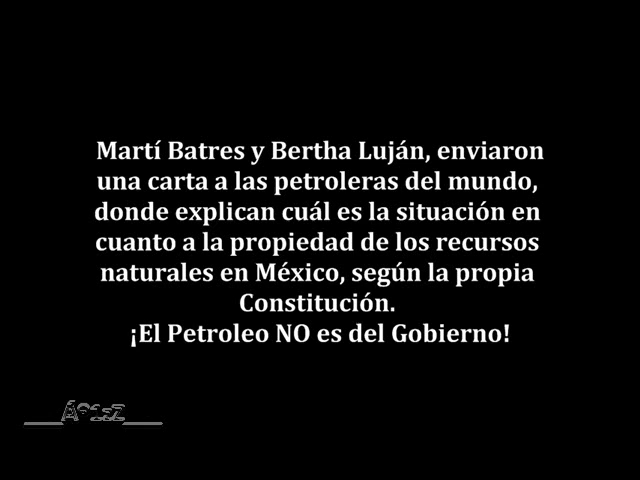 Martí Batres y Bertha Luján, enviaron
una carta a las petroleras del mundo,
donde explican cuál es la situación en
cuanto a la propiedad de los recursos
naturales en México, según la propia
Constitución.
¡El Petroleo NO es del Gobierno!